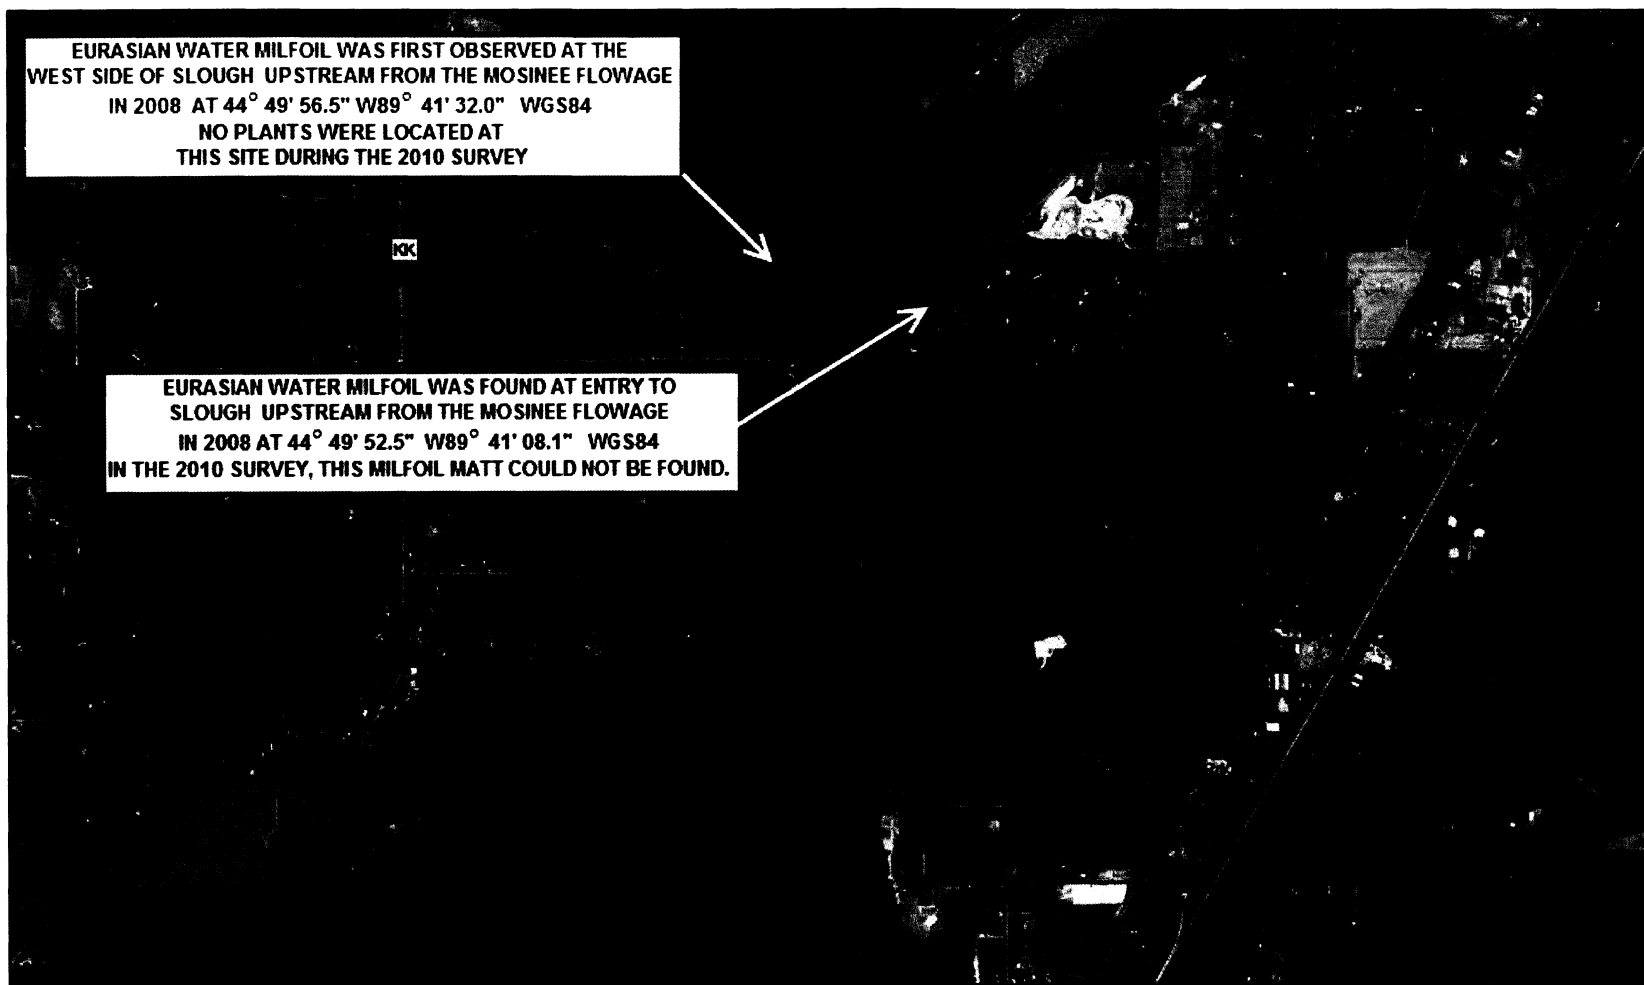 EURASIAN WATER MILFOIL WAS FIRST OBSERVED AT THE
WEST SIDE OF SLOUGH UPSTREAM FROM THE MOSINEE FLOWAGE
IN 2008 AT 44° 49' 56.5" W89° 41' 32.0" WGS84
NO PLANTS WERE LOCATED AT
THIS SITE DURING THE 2010 SURVEY
KK
EURASIAN WATER MILFOIL WAS FOUND AT ENTRY TO
SLOUGH UPSTREAM FROM THE MOSINEE FLOWAGE
IN 2008 AT 44° 49' 52.5" W89° 41' 08.1" WGS84
IN THE 2010 SURVEY, THIS MILFOIL MATT COULD NOT BE FOUND.